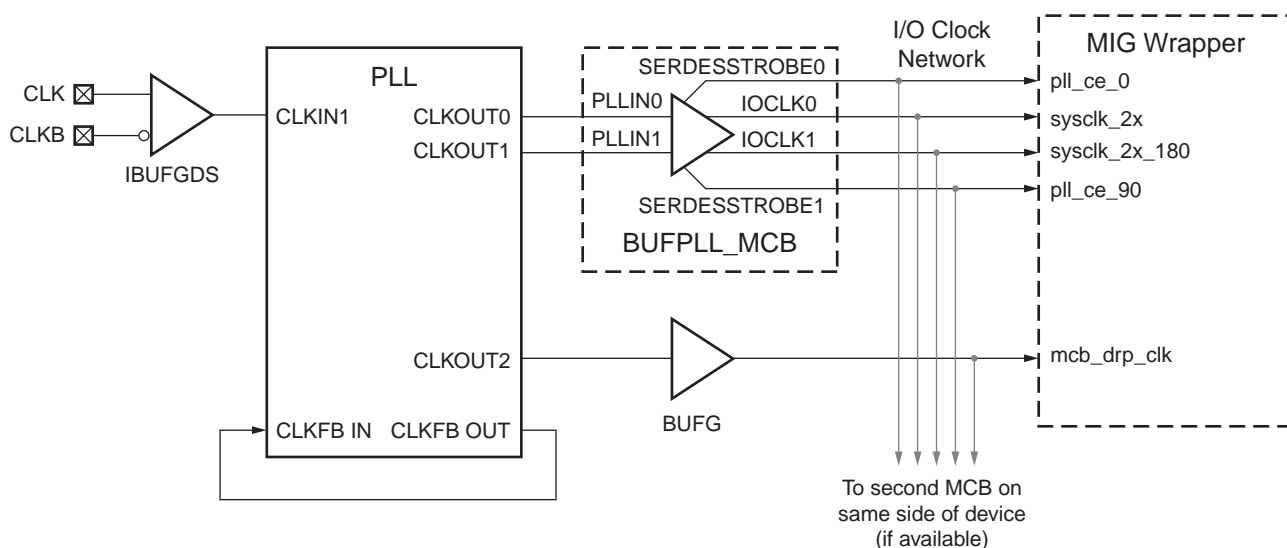 I/O Clock
Network
MIG Wrapper
PLL
SERDESSTROBE0
pll_ce_0
CLK
PLLIN0
IOCLK0
CLKIN1
CLKOUT0
sysclk_2x
CLKB
PLLIN1
IOCLK1
CLKOUT1
sysclk_2x_180
IBUFGDS
pll_ce_90
SERDESSTROBE1
BUFPLL_MCB
CLKOUT2
mcb_drp_clk
BUFG
CLKFB IN
CLKFB OUT
To second MCB on
same side of device
(if available)